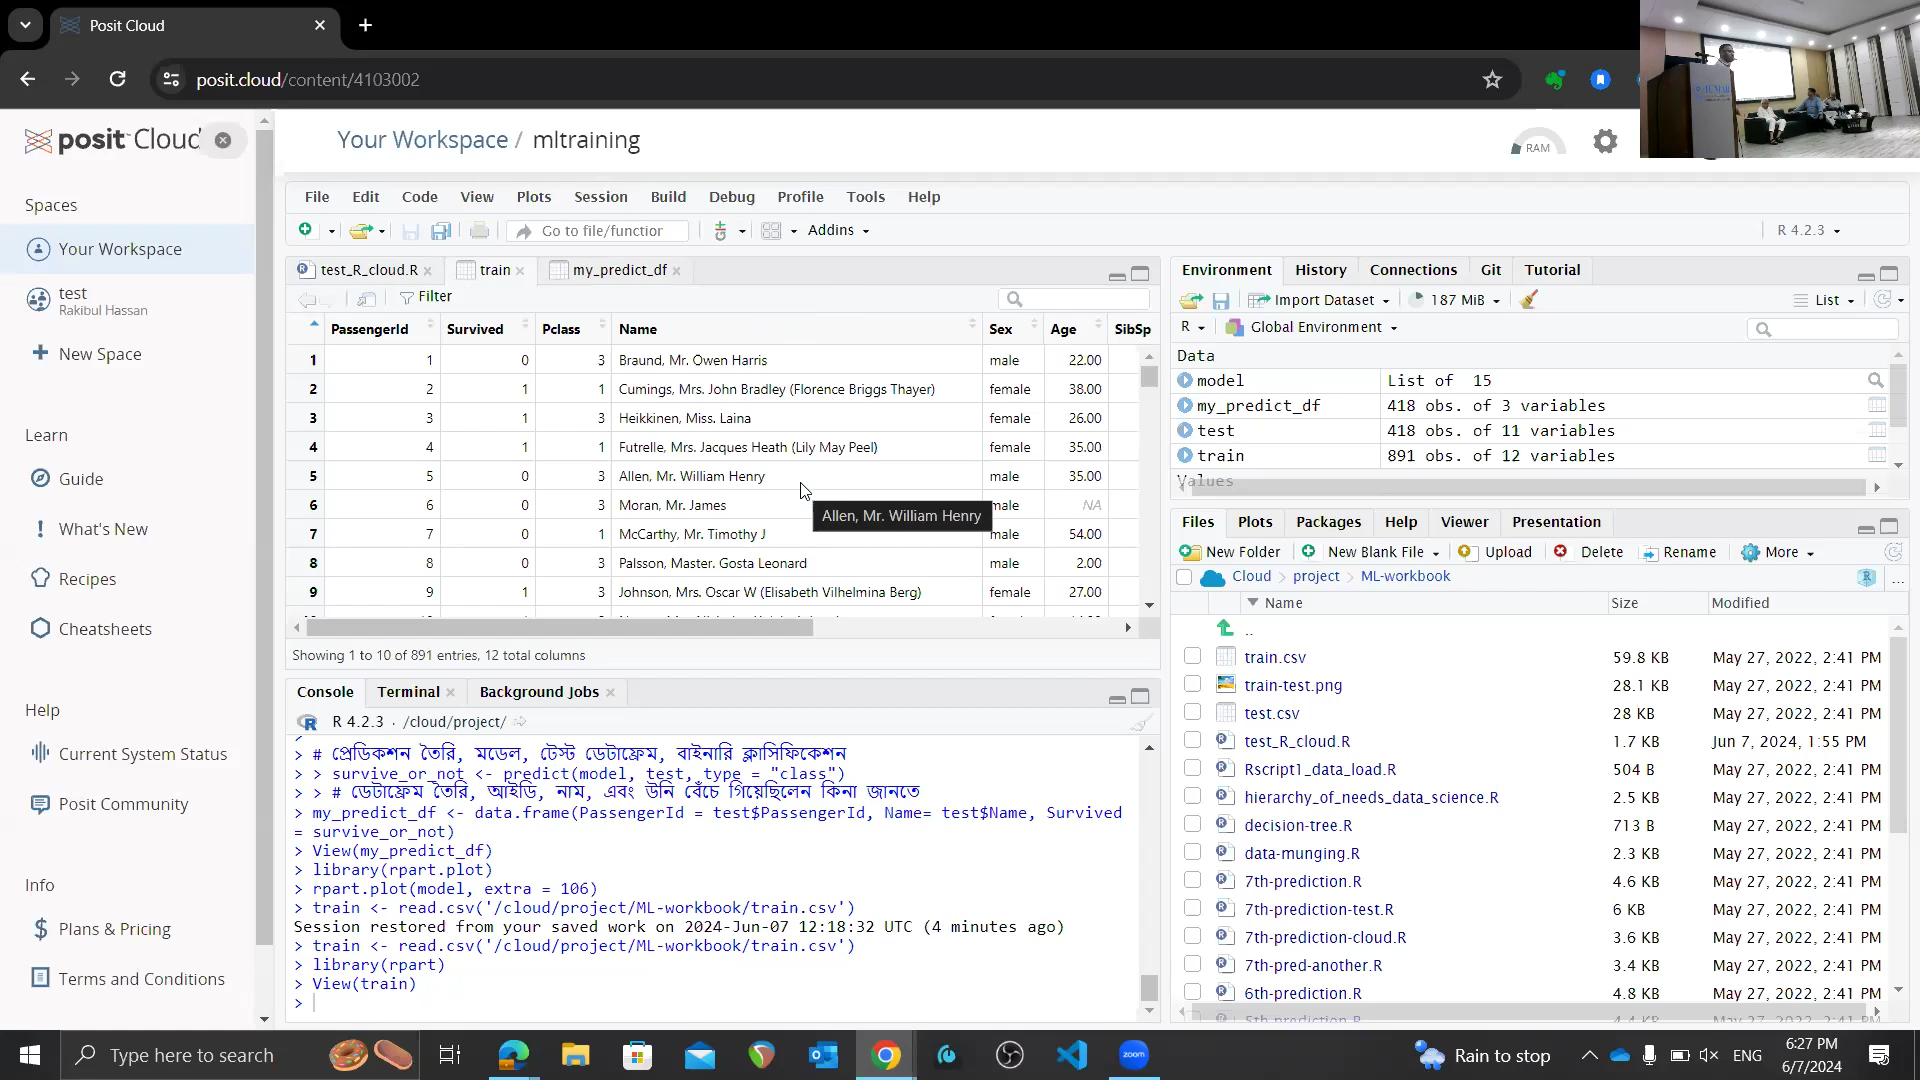 Posit Cloud
posit.cloud/content/4103002
posit Cloud
Your Workspace / mltraining
RAM
Spaces
Your Workspace
test
Rakibul Hassan
New Space
Learn
Guide
What's New
Recipes
Cheatsheets
Help
Current System Status
Posit Community
Info
Plans & Pricing
Terms and Conditions
File Edit Code View Plots Session Build Debug Profile Tools Help
Go to file/function Addins R 4.2.3
test_R_cloud.R train my_predict_df
Filter
PassengerId Survived Pclass Name Sex Age SibSp
1 1 0 3 Braund, Mr. Owen Harris male 22.00
2 2 1 1 Cumings, Mrs. John Bradley (Florence Briggs Thayer) female 38.00
3 3 1 3 Heikkinen, Miss. Laina female 26.00
4 4 1 1 Futrelle, Mrs. Jacques Heath (Lily May Peel) female 35.00
5 5 0 3 Allen, Mr. William Henry male 35.00
6 6 0 3 Moran, Mr. James male NA
Allen, Mr. William Henry
7 7 0 1 McCarthy, Mr. Timothy J male 54.00
8 8 0 3 Palsson, Master. Gosta Leonard male 2.00
9 9 1 3 Johnson, Mrs. Oscar W (Elisabeth Vilhelmina Berg) female 27.00
Showing 1 to 10 of 891 entries, 12 total columns
Console Terminal Background Jobs
R 4.2.3 · /cloud/project/
> # প্রেডিকশন তৈরি, মডেল, টেস্ট ডেটাফ্রেম, বাইনারি ক্লাসিফিকেশন
> > survive_or_not <- predict(model, test, type = "class")
> > # ডেটাফ্রেম তৈরি, আইডি, নাম, এবং উনি বেঁচে গিয়েছিলেন কিনা জানতে
> my_predict_df <- data.frame(PassengerId = test$PassengerId, Name= test$Name, Survived
= survive_or_not)
> View(my_predict_df)
> library(rpart.plot)
> rpart.plot(model, extra = 106)
> train <- read.csv('/cloud/project/ML-workbook/train.csv')
Session restored from your saved work on 2024-Jun-07 12:18:32 UTC (4 minutes ago)
> train <- read.csv('/cloud/project/ML-workbook/train.csv')
> library(rpart)
> View(train)
>
Environment History Connections Git Tutorial
Import Dataset 187 MiB List
R Global Environment
Data
model List of 15
my_predict_df 418 obs. of 3 variables
test 418 obs. of 11 variables
train 891 obs. of 12 variables
Values
Files Plots Packages Help Viewer Presentation
New Folder New Blank File Upload Delete Rename More
Cloud > project > ML-workbook ...
Name Size Modified
..
train.csv 59.8 KB May 27, 2022, 2:41 PM
train-test.png 28.1 KB May 27, 2022, 2:41 PM
test.csv 28 KB May 27, 2022, 2:41 PM
test_R_cloud.R 1.7 KB Jun 7, 2024, 1:55 PM
Rscript1_data_load.R 504 B May 27, 2022, 2:41 PM
hierarchy_of_needs_data_science.R 2.5 KB May 27, 2022, 2:41 PM
decision-tree.R 713 B May 27, 2022, 2:41 PM
data-munging.R 2.3 KB May 27, 2022, 2:41 PM
7th-prediction.R 4.6 KB May 27, 2022, 2:41 PM
7th-prediction-test.R 6 KB May 27, 2022, 2:41 PM
7th-prediction-cloud.R 3.6 KB May 27, 2022, 2:41 PM
7th-pred-another.R 3.4 KB May 27, 2022, 2:41 PM
6th-prediction.R 4.8 KB May 27, 2022, 2:41 PM
5th-prediction.R 4.4 KB May 27, 2022, 2:41 PM
Type here to search
zoom
Rain to stop
ENG
6:27 PM
6/7/2024